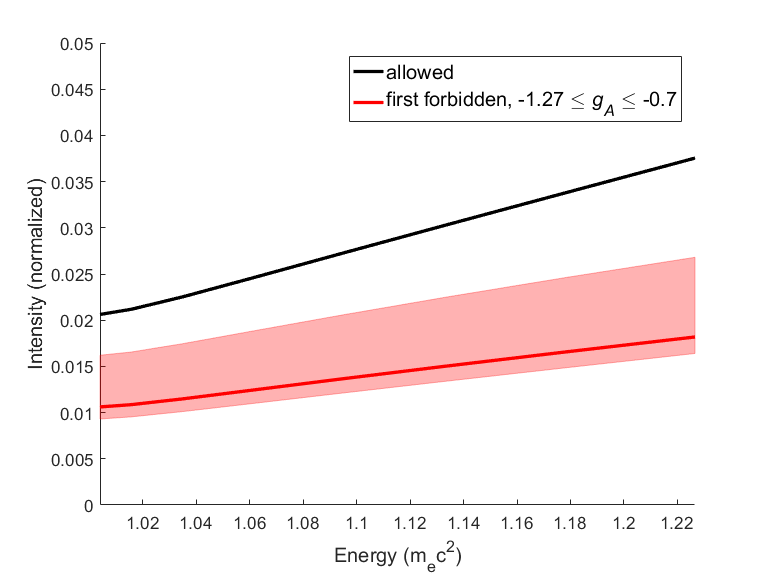 0.05
0.045
0.04
0.035
0.03
0.025
0.02
0.015
0.01
0.005
0
Intensity (normalized)
allowed
first forbidden, -1.27 ≤ g_A ≤ -0.7
1.02 1.04 1.06 1.08 1.1 1.12 1.14 1.16 1.18 1.2 1.22
Energy (m_ec^2)